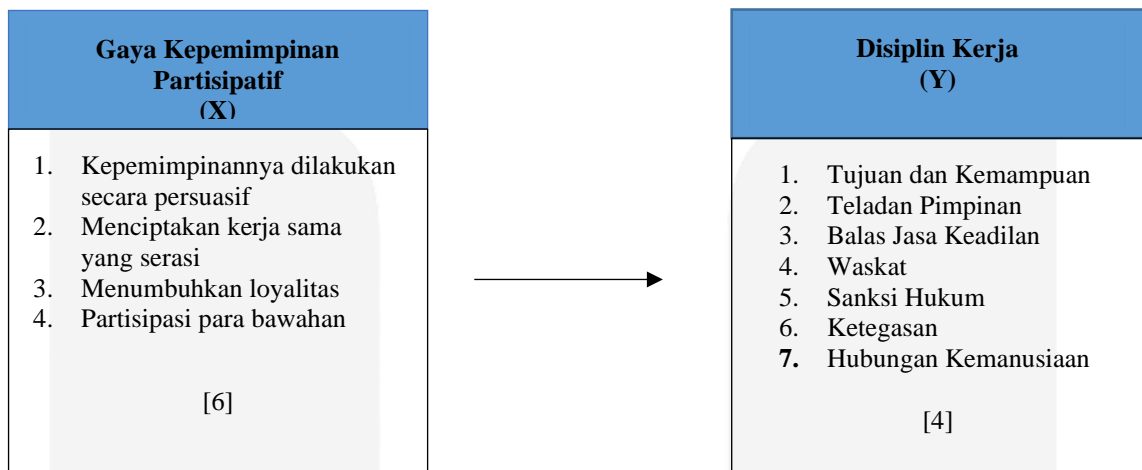 Gaya Kepemimpinan
Partisipatif
(X)
1. Kepemimpinannya dilakukan
secara persuasif
2. Menciptakan kerja sama
yang serasi
3. Menumbuhkan loyalitas
4. Partisipasi para bawahan
[6]
Disiplin Kerja
(Y)
1. Tujuan dan Kemampuan
2. Teladan Pimpinan
3. Balas Jasa Keadilan
4. Waskat
5. Sanksi Hukum
6. Ketegasan
7. Hubungan Kemanusiaan
[4]